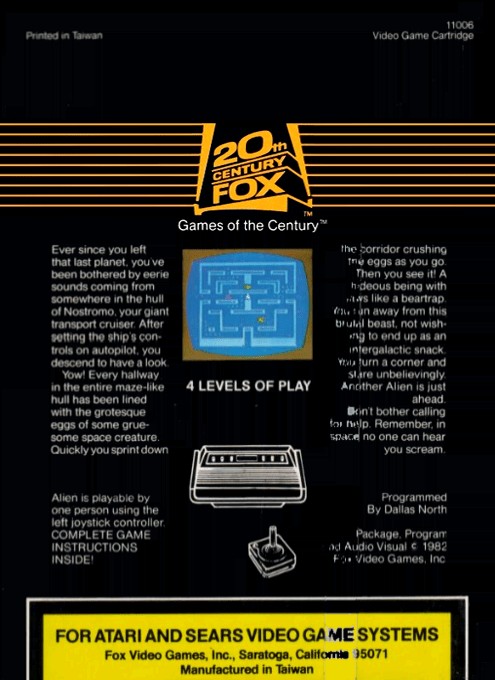 11006
Printed in Taiwan
Video Game Cartridge
20th
CENTURY
FOX
TM
Games of the Century™
Ever since you left
that last planet, you've
been bothered by eerie
sounds coming from
somewhere in the hull
of Nostromo, your giant
transport cruiser. After
setting the ship's con-
trols on autopilot, you
descend to have a look.
Yow! Every hallway
in the entire maze-like
hull has been lined
with the grotesque
eggs of some grue-
some space creature.
Quickly you sprint down
4 LEVELS OF PLAY
the corridor crushing
the eggs as you go.
Then you see it! A
hideous being with
jaws like a beartrap.
You run away from this
brutal beast, not wish-
ing to end up as an
intergalactic snack.
You turn a corner and
stare unbelievingly.
Another Alien is just
ahead.
Don't bother calling
for help. Remember, in
space no one can hear
you scream.
Alien is playable by
one person using the
left joystick controller.
COMPLETE GAME
INSTRUCTIONS
INSIDE!
Programmed
By Dallas North
Package, Program
nd Audio Visual © 1982
Fox Video Games, Inc
FOR ATARI AND SEARS VIDEO GAME SYSTEMS
Fox Video Games, Inc., Saratoga, California 95071
Manufactured in Taiwan